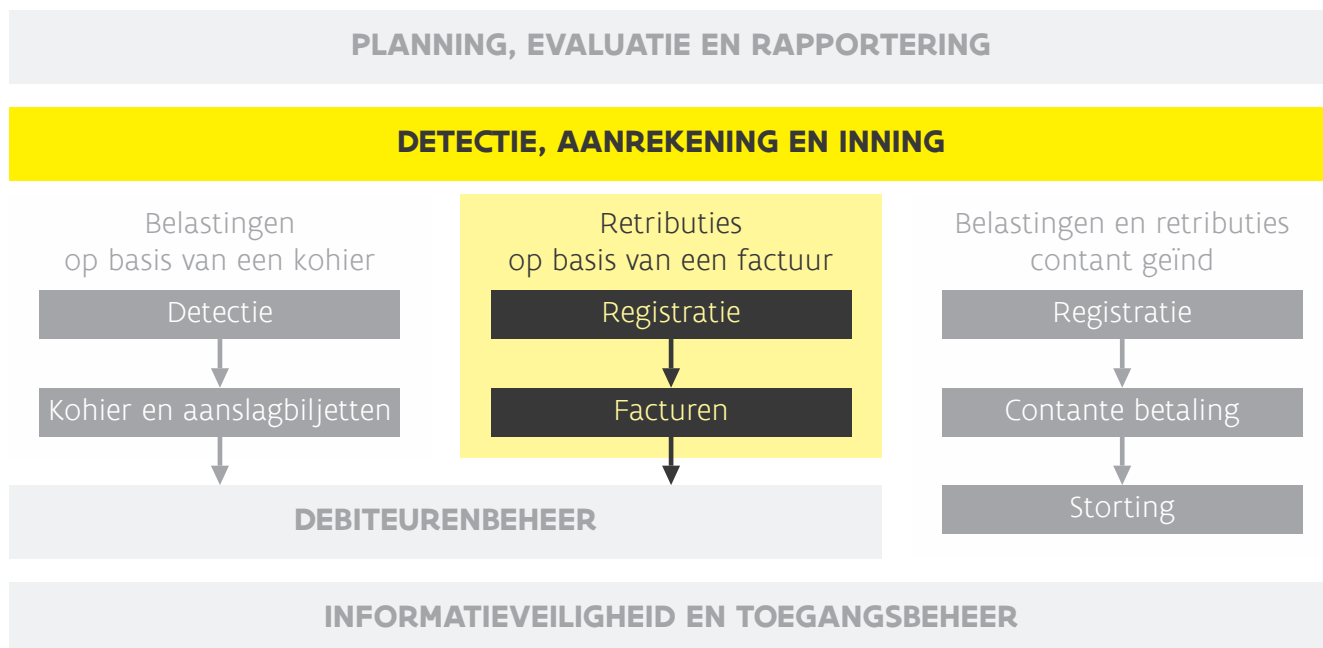 PLANNING, EVALUATIE EN RAPPORTERING
DETECTIE, AANREKENING EN INNING
Belastingen
op basis van een kohier
Detectie
Kohier en aanslagbiljetten
Retributies
op basis van een factuur
Registratie
Facturen
DEBITEURENBEHEER
Belastingen en retributies
contant geïnd
Registratie
Contante betaling
Storting
INFORMATIEVEILIGHEID EN TOEGANGSBEHEER